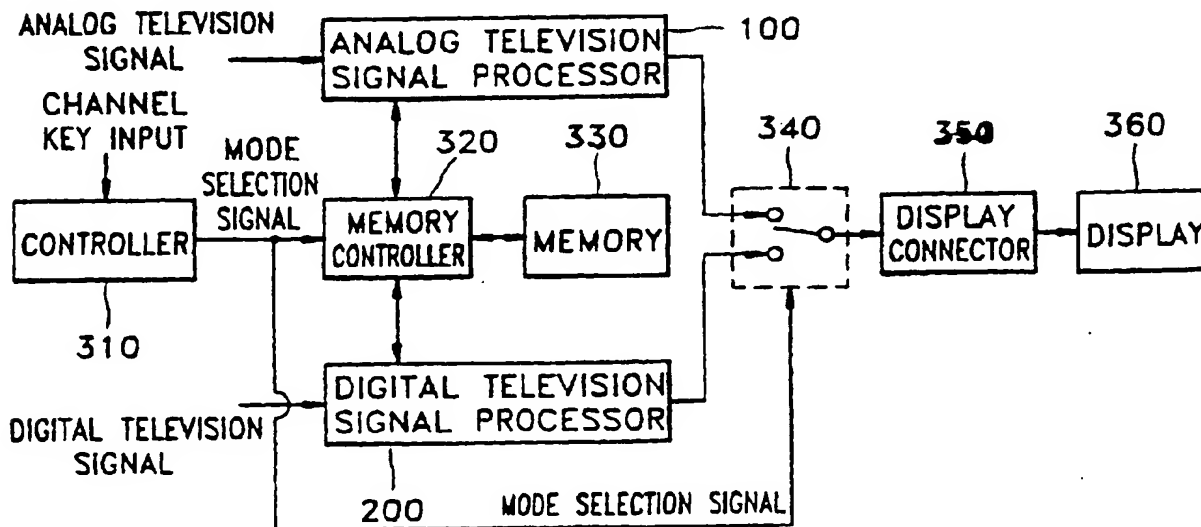 ANALOG TELEVISION
SIGNAL
ANALOG TELEVISION
SIGNAL PROCESSOR
100
CHANNEL
KEY INPUT
MODE
SELECTION
SIGNAL
320
330
340
350
360
CONTROLLER
MEMORY
CONTROLLER
MEMORY
DISPLAY
CONNECTOR
DISPLAY
310
DIGITAL TELEVISION
SIGNAL
DIGITAL TELEVISION
SIGNAL PROCESSOR
200
MODE SELECTION SIGNAL